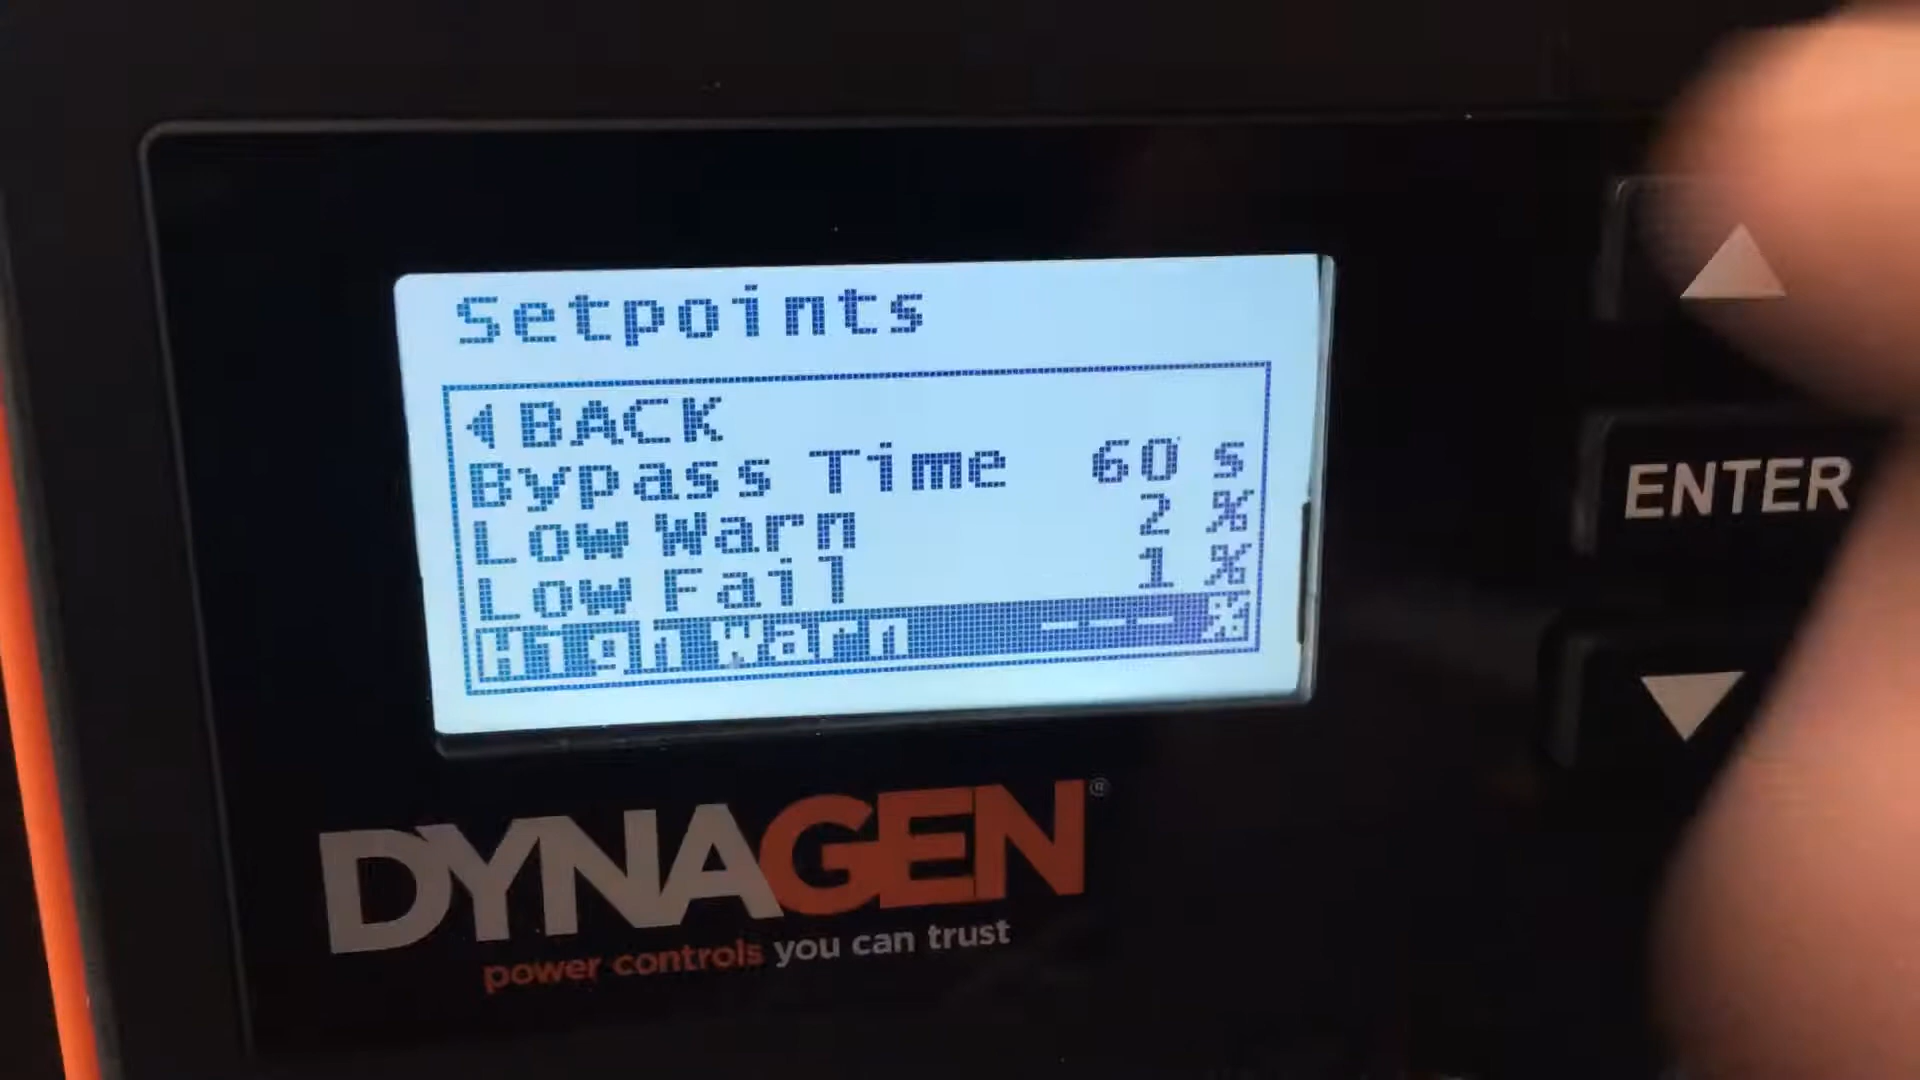 Setpoints
◀BACK
Bypass Time 60 s
Low Warn 2 %
Low Fail 1 %
High Warn --- %
ENTER
DYNAGEN®
power controls you can trust